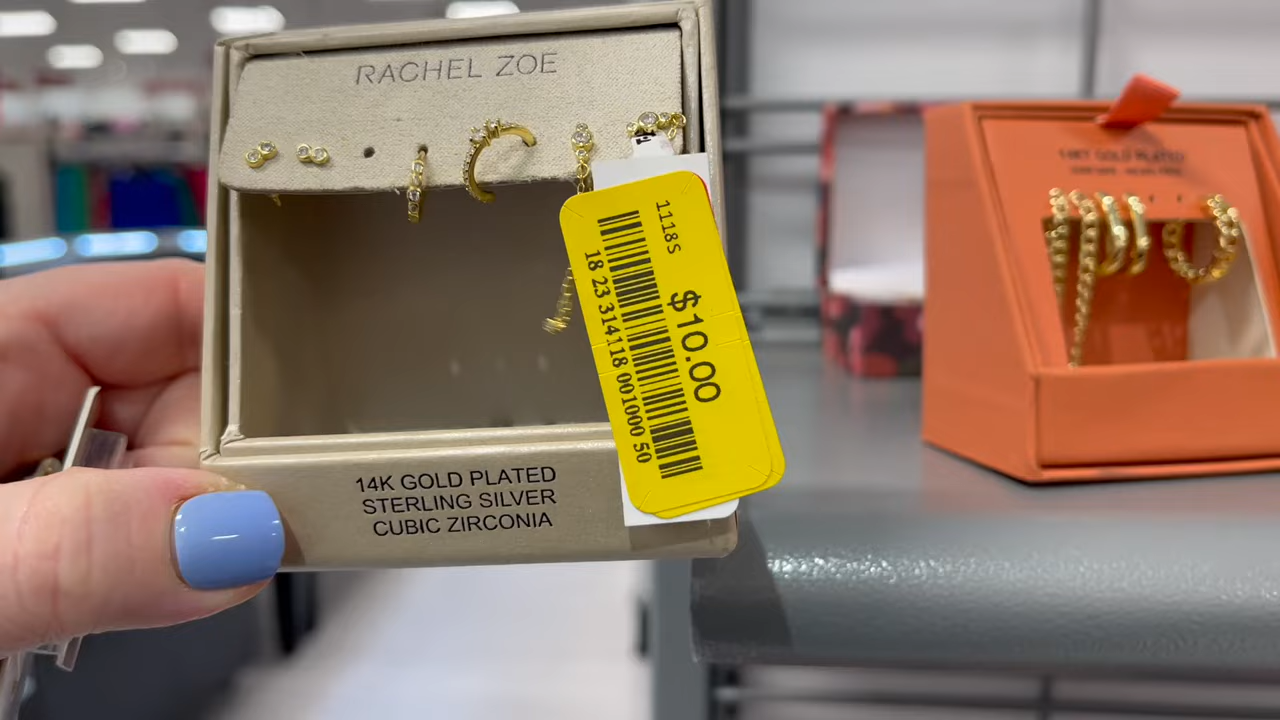 RACHEL ZOE
1118S
$10.00
18 23 314118 001000 50
14K GOLD PLATED
STERLING SILVER
CUBIC ZIRCONIA
14KT GOLD PLATED